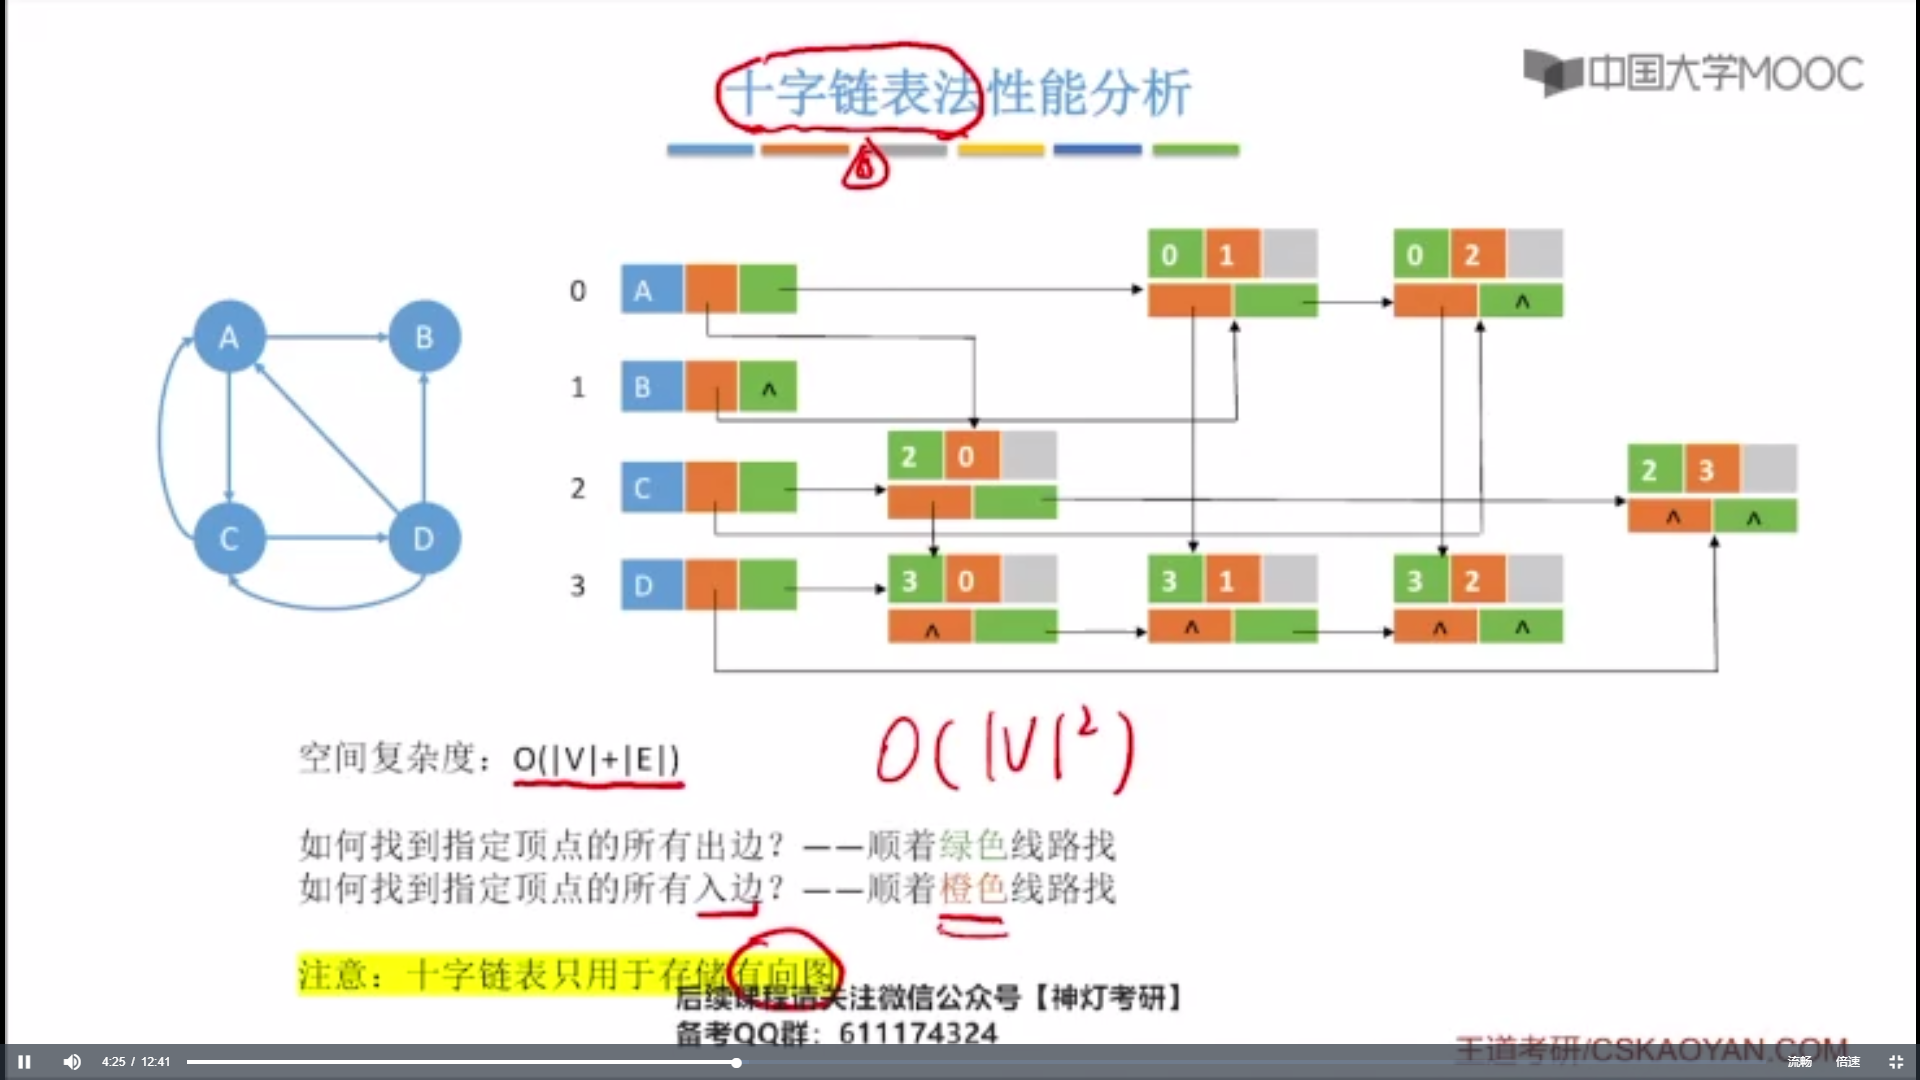 十字链表法性能分析
中国大学MOOC
0 1
0 2
0 A
A B
1 B ^
^
2 0
2 3
2 C
^ ^
C D
3 0
3 1
3 2
3 D
^
^
^ ^
空间复杂度：O(|V|+|E|)
O(|V|²)
如何找到指定顶点的所有出边？——顺着绿色线路找
如何找到指定顶点的所有入边？——顺着橙色线路找
注意：十字链表只用于存储有向图
后续课程请关注微信公众号【神灯考研】
备考QQ群：611174324
王道考研/CSKAOYAN.COM
4:25 / 12:41
流畅 倍速